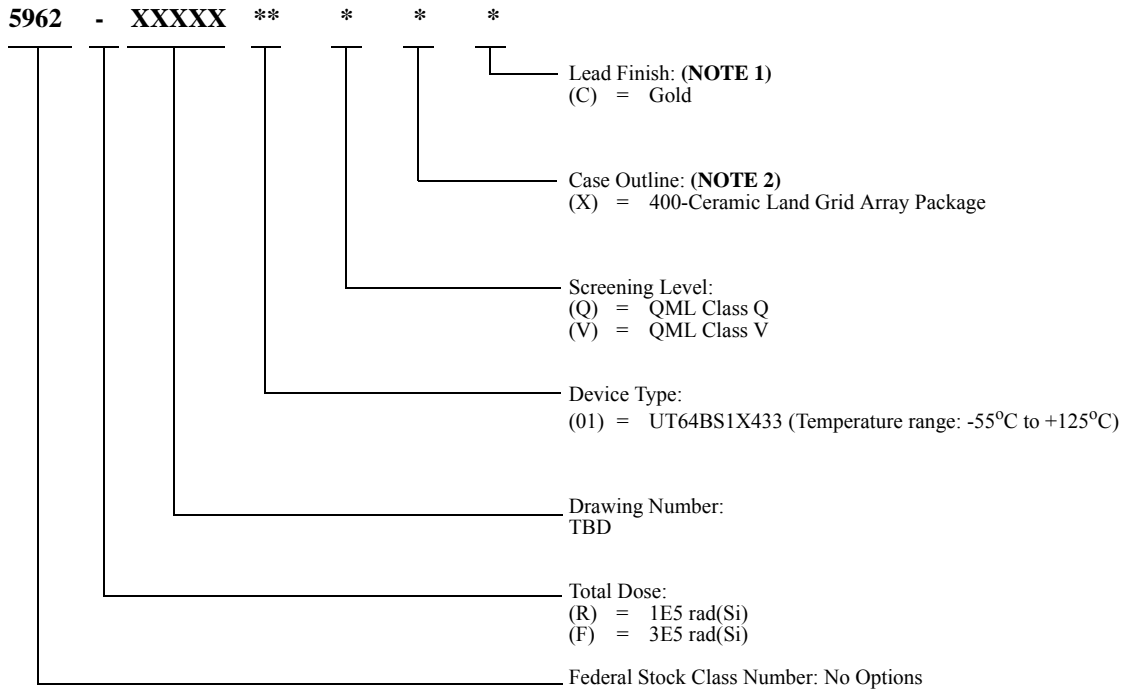 5962 - XXXXX ** * * *
Lead Finish: (NOTE 1)
(C) = Gold
Case Outline: (NOTE 2)
(X) = 400-Ceramic Land Grid Array Package
Screening Level:
(Q) = QML Class Q
(V) = QML Class V
Device Type:
(01) = UT64BS1X433 (Temperature range: -55°C to +125°C)
Drawing Number:
TBD
Total Dose:
(R) = 1E5 rad(Si)
(F) = 3E5 rad(Si)
Federal Stock Class Number: No Options